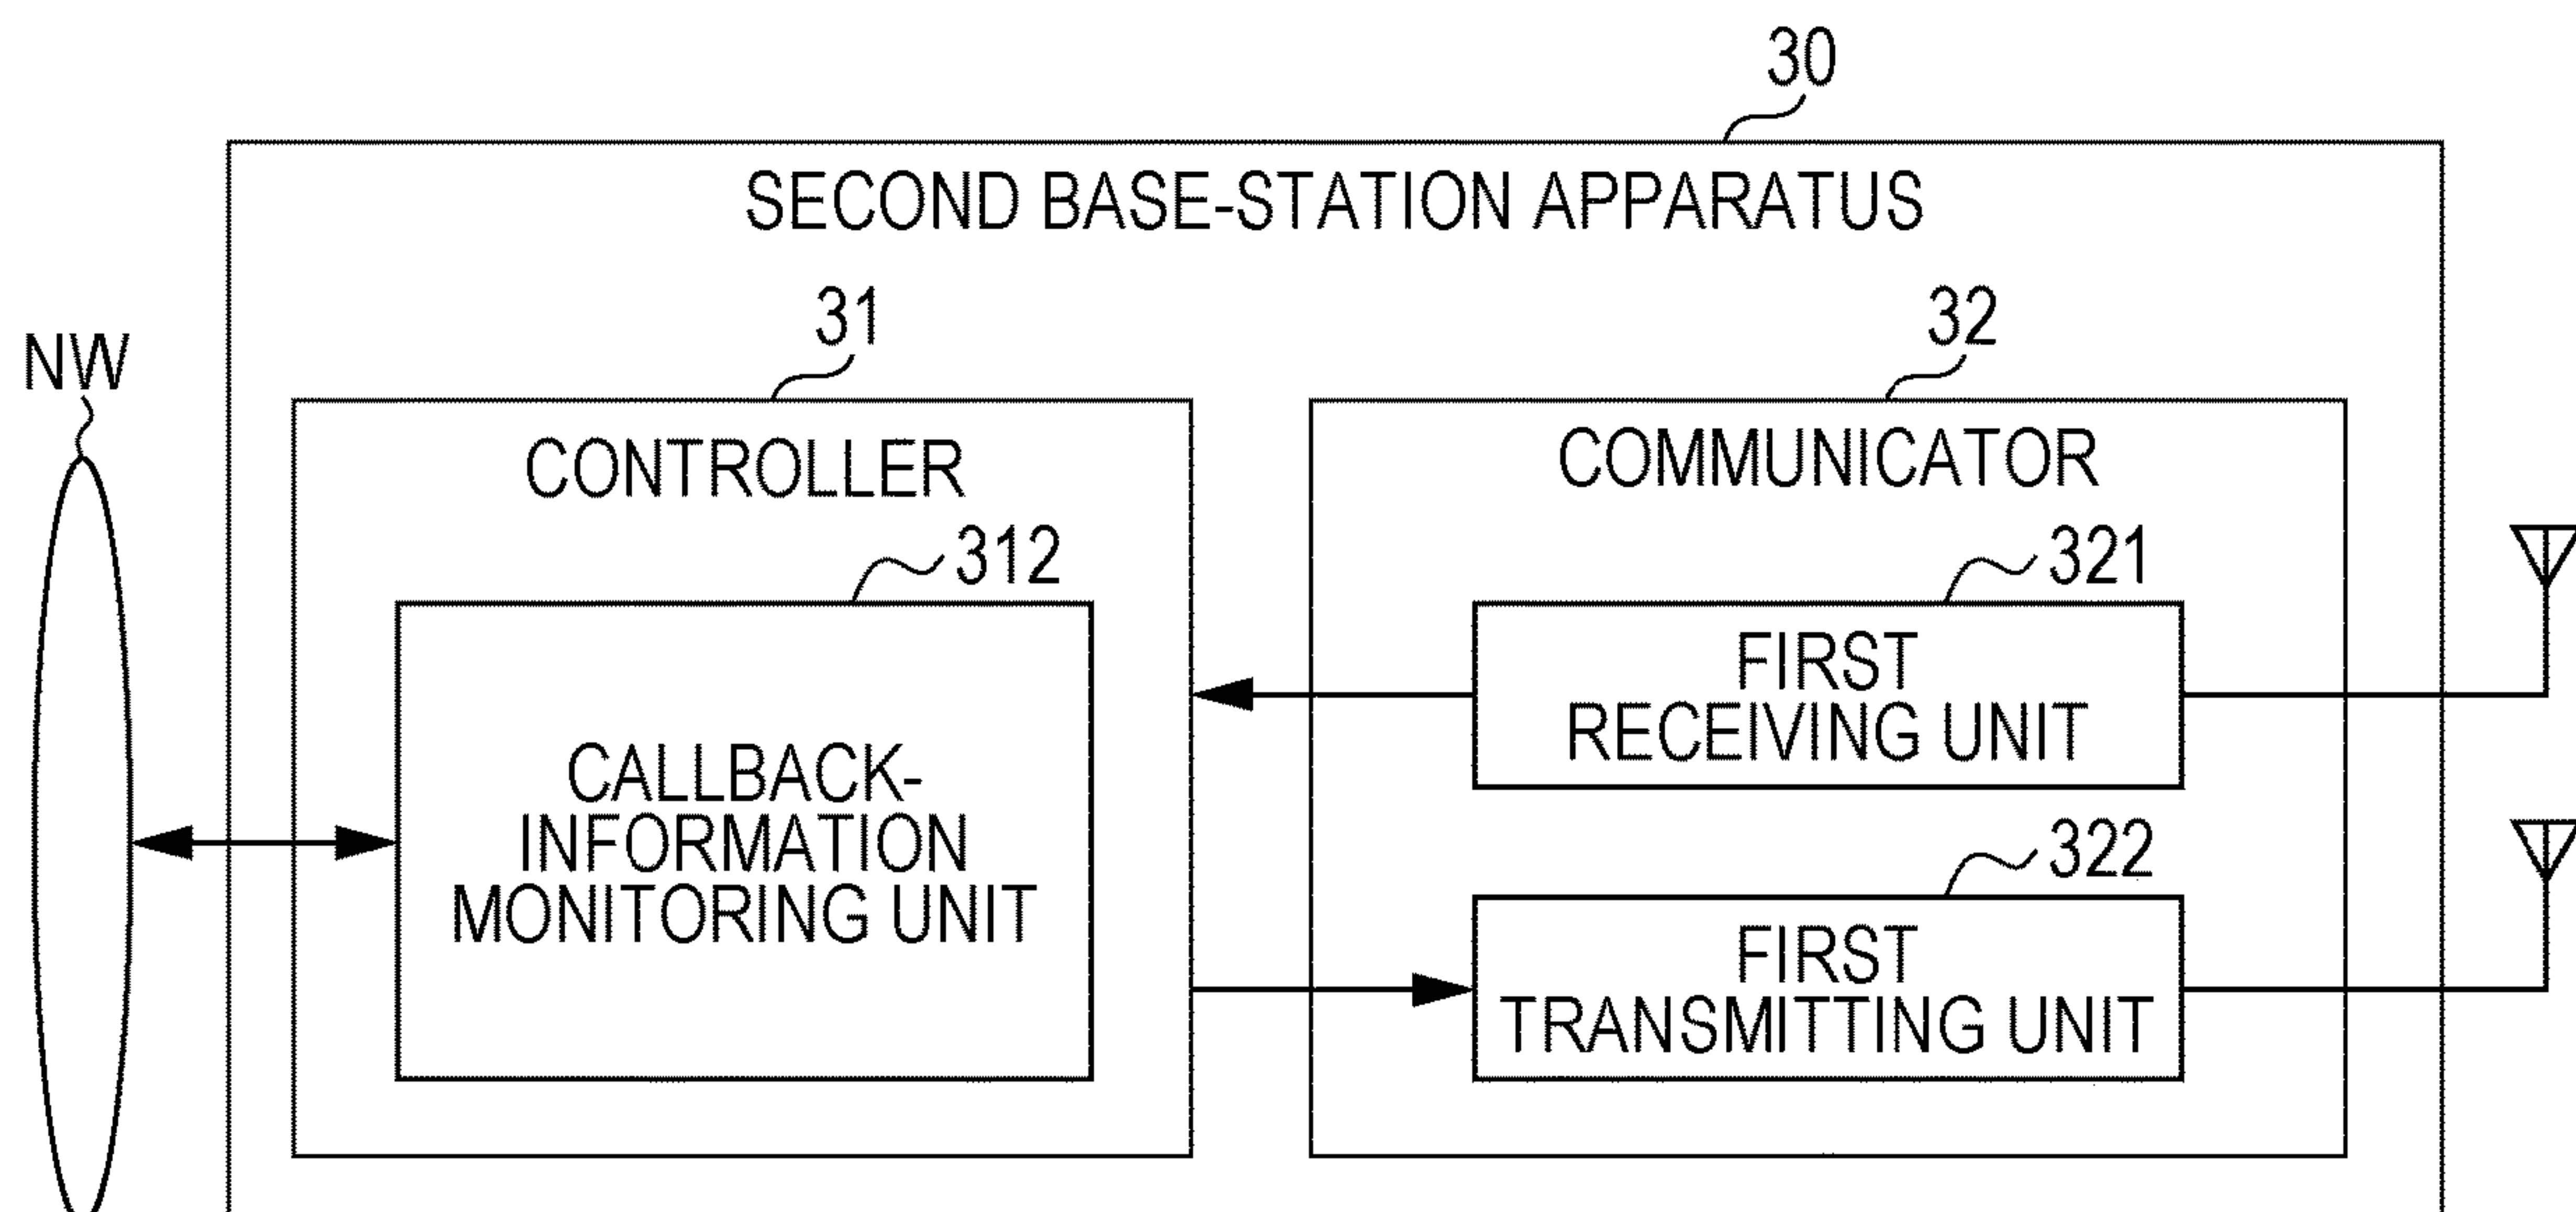 30
SECOND BASE-STATION APPARATUS
NW
31
CONTROLLER
312
CALLBACK-
INFORMATION
MONITORING UNIT
32
COMMUNICATOR
321
FIRST
RECEIVING UNIT
322
FIRST
TRANSMITTING UNIT